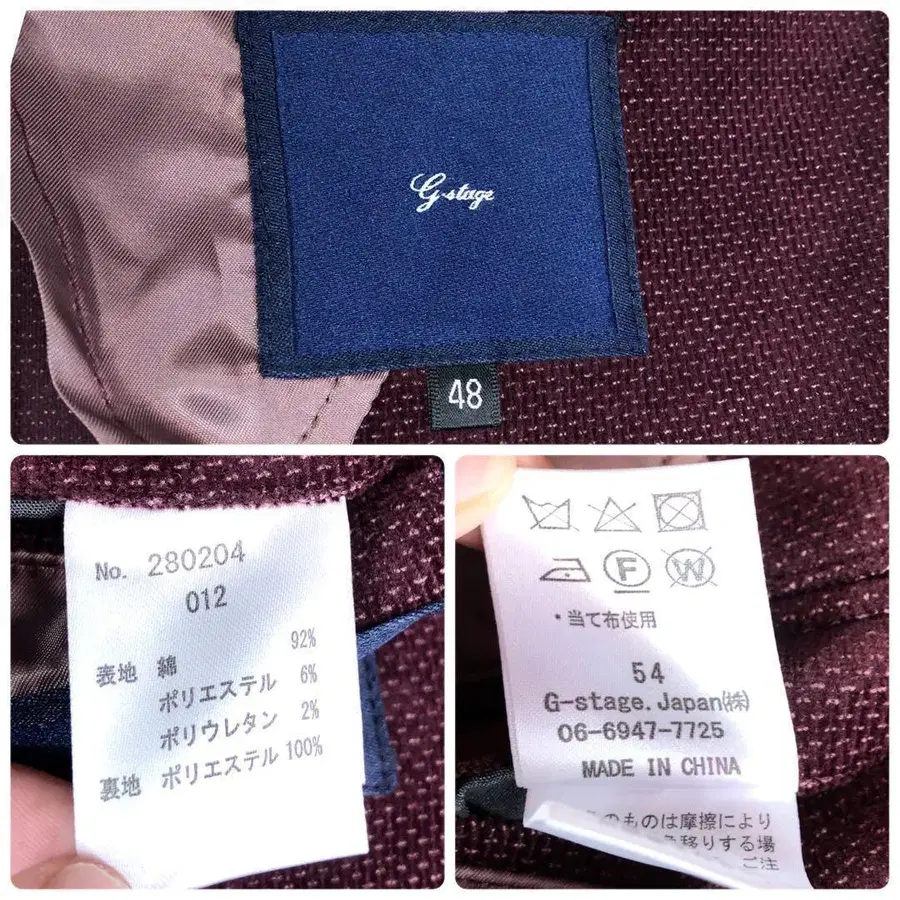 G-stage
48
No. 280204
012
表地 綿 92%
ポリエステル 6%
ポリウレタン 2%
裏地 ポリエステル 100%
F W
・当て布使用
54
G-stage.Japan㈱
06-6947-7725
MADE IN CHINA
のものは摩擦により
色移りする場
ご注